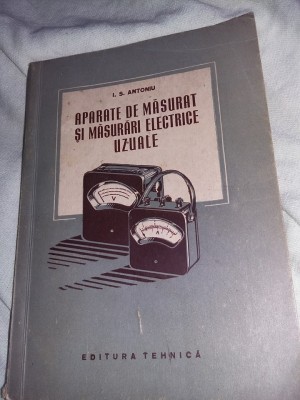 I. S. ANTONIU
APARATE DE MĂSURAT
ȘI MĂSURĂRI ELECTRICE
UZUALE
V
A
EDITURA TEHNICĂ